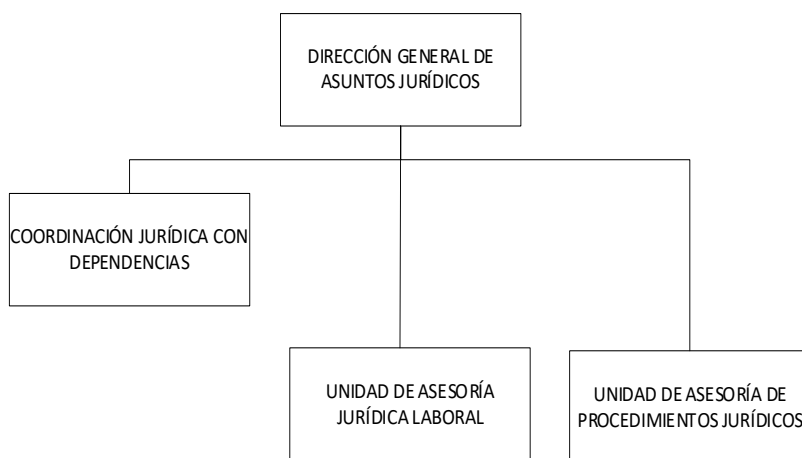 DIRECCIÓN GENERAL DE
ASUNTOS JURÍDICOS
COORDINACIÓN JURÍDICA CON
DEPENDENCIAS
UNIDAD DE ASESORÍA
JURÍDICA LABORAL
UNIDAD DE ASESORÍA DE
PROCEDIMIENTOS JURÍDICOS